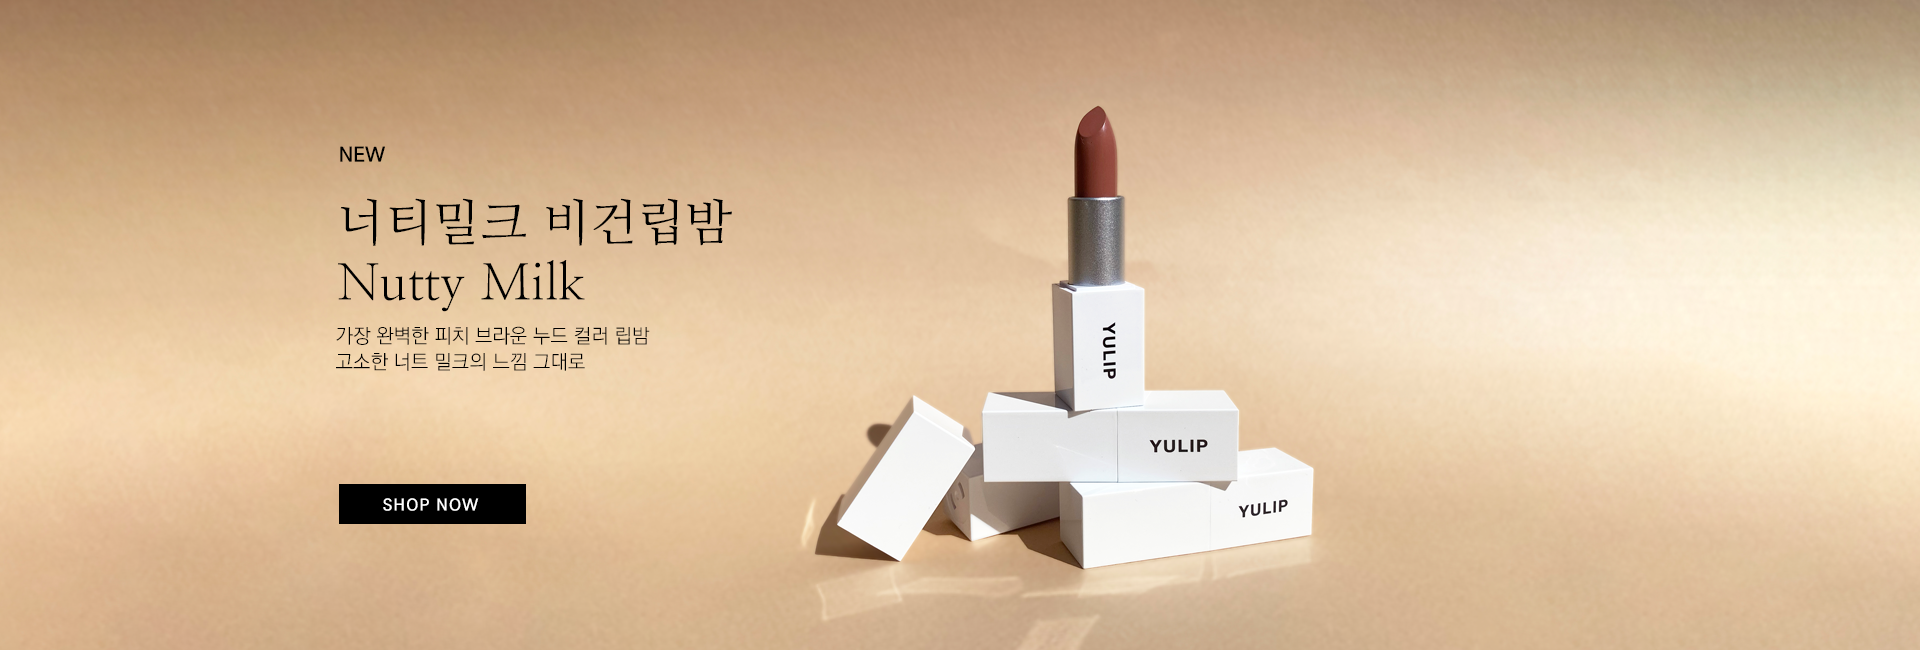 NEW
너티밀크 비건립밤
Nutty Milk
가장 완벽한 피치 브라운 누드 컬러 립밤
고소한 너트 밀크의 느낌 그대로
SHOP NOW
YULIP
YULIP
YULIP